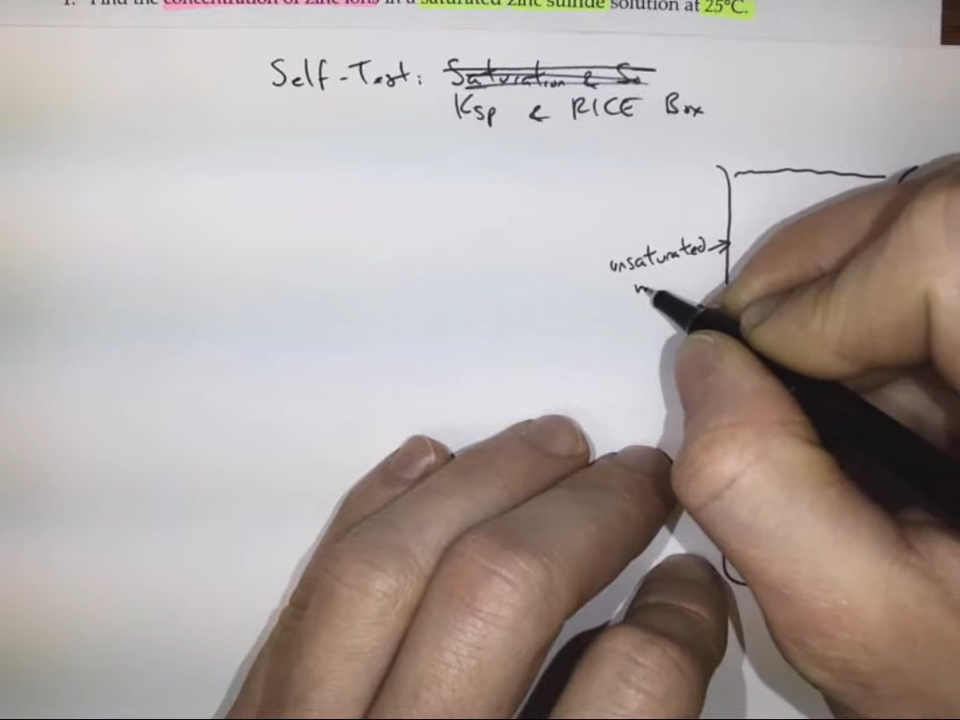 1. Find the concentration of zinc ions in a saturated zinc sulfide solution at 25°C.
Self-Test: Saturation & So
Ksp & RICE Box
unsaturated